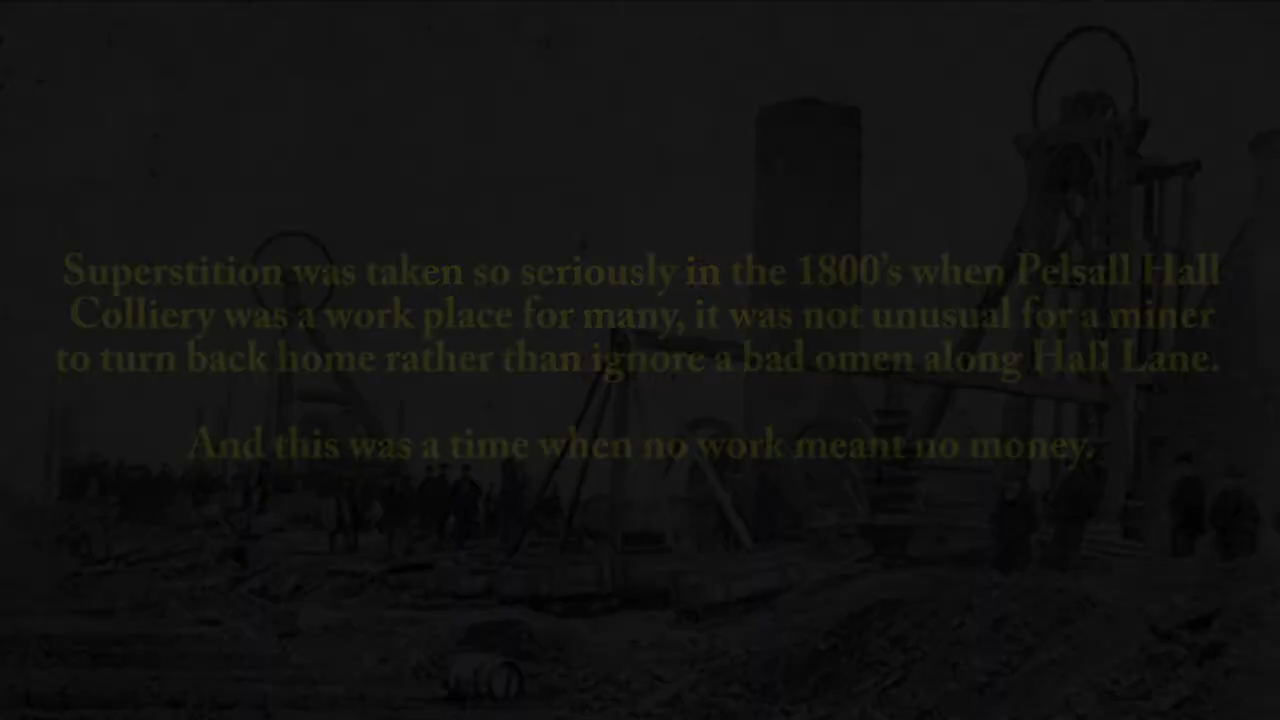 Superstition was taken so seriously in the 1800's when Pelsall Hall
Colliery was a work place for many, it was not unusual for a miner
to turn back home rather than ignore a bad omen along Hall Lane.
And this was a time when no work meant no money.